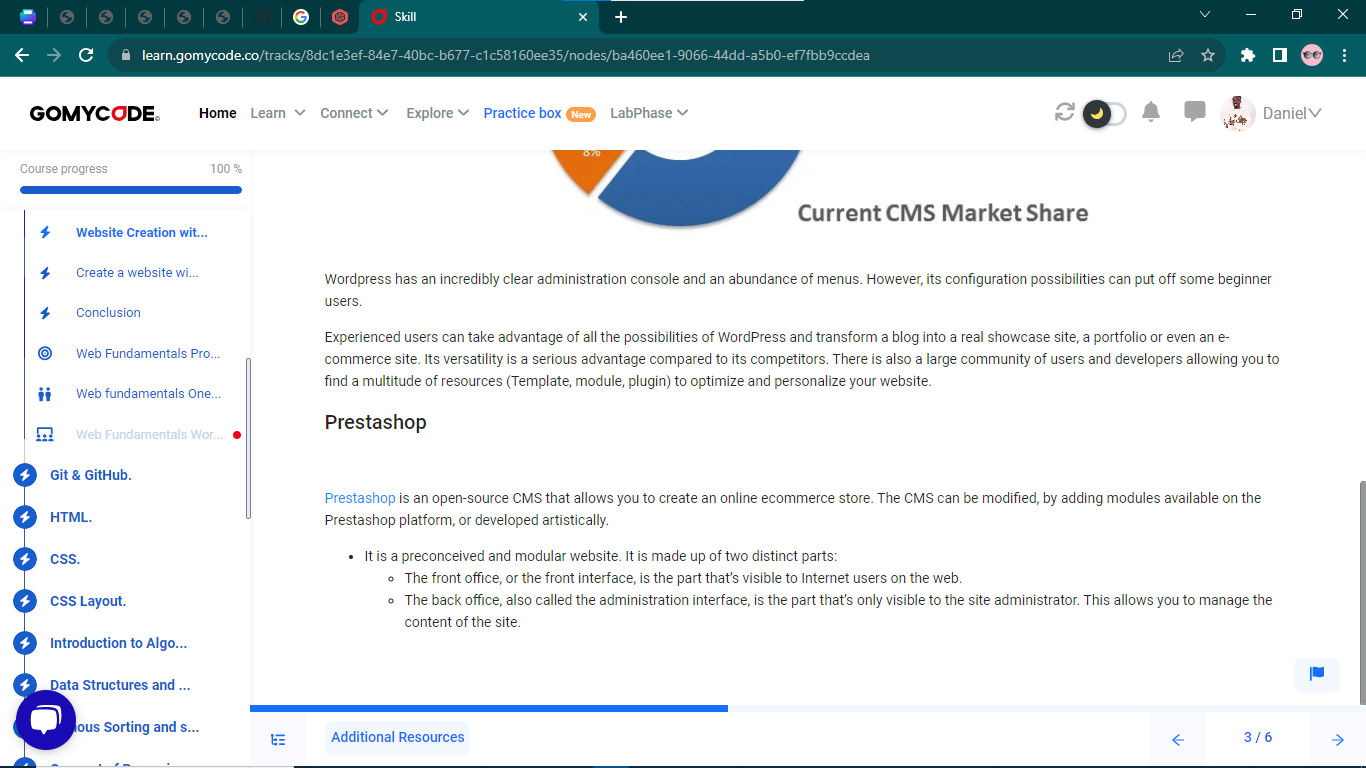 Skill
learn.gomycode.co/tracks/8dc1e3ef-84e7-40bc-b677-c1c58160ee35/nodes/ba460ee1-9066-44dd-a5b0-ef7fbb9ccdea
GOMYCODE
Home Learn Connect Explore Practice box New LabPhase Daniel
Course progress 100 %
Website Creation wit...
Create a website wi...
Conclusion
Web Fundamentals Pro...
Web fundamentals One...
Web Fundamentals Wor...
Git & GitHub.
HTML.
CSS.
CSS Layout.
Introduction to Algo...
Data Structures and ...
ious Sorting and s...
8%
Current CMS Market Share
Wordpress has an incredibly clear administration console and an abundance of menus. However, its configuration possibilities can put off some beginner
users.
Experienced users can take advantage of all the possibilities of WordPress and transform a blog into a real showcase site, a portfolio or even an e-
commerce site. Its versatility is a serious advantage compared to its competitors. There is also a large community of users and developers allowing you to
find a multitude of resources (Template, module, plugin) to optimize and personalize your website.
Prestashop
Prestashop is an open-source CMS that allows you to create an online ecommerce store. The CMS can be modified, by adding modules available on the
Prestashop platform, or developed artistically.
• It is a preconceived and modular website. It is made up of two distinct parts:
◦ The front office, or the front interface, is the part that's visible to Internet users on the web.
◦ The back office, also called the administration interface, is the part that's only visible to the site administrator. This allows you to manage the
content of the site.
Additional Resources
3 / 6